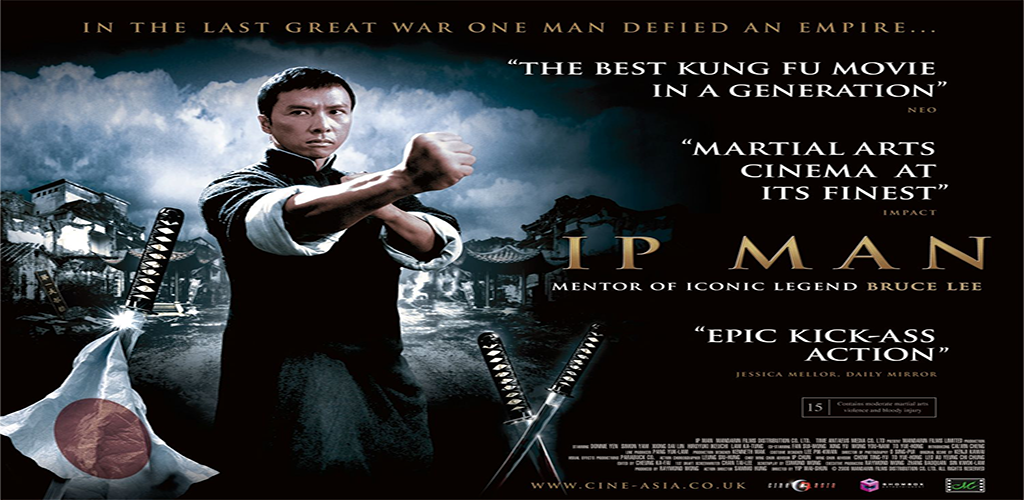 IN THE LAST GREAT WAR ONE MAN DEFIED AN EMPIRE...
“THE BEST KUNG FU MOVIE
IN A GENERATION”
NEO
“MARTIAL ARTS
CINEMA AT
ITS FINEST”
IMPACT
IP MAN
MENTOR OF ICONIC LEGEND BRUCE LEE
“EPIC KICK-ASS
ACTION”
JESSICA MELLOR, DAILY MIRROR
15 Contains moderate martial arts
violence and bloody injury
WWW.CINE-ASIA.CO.UK